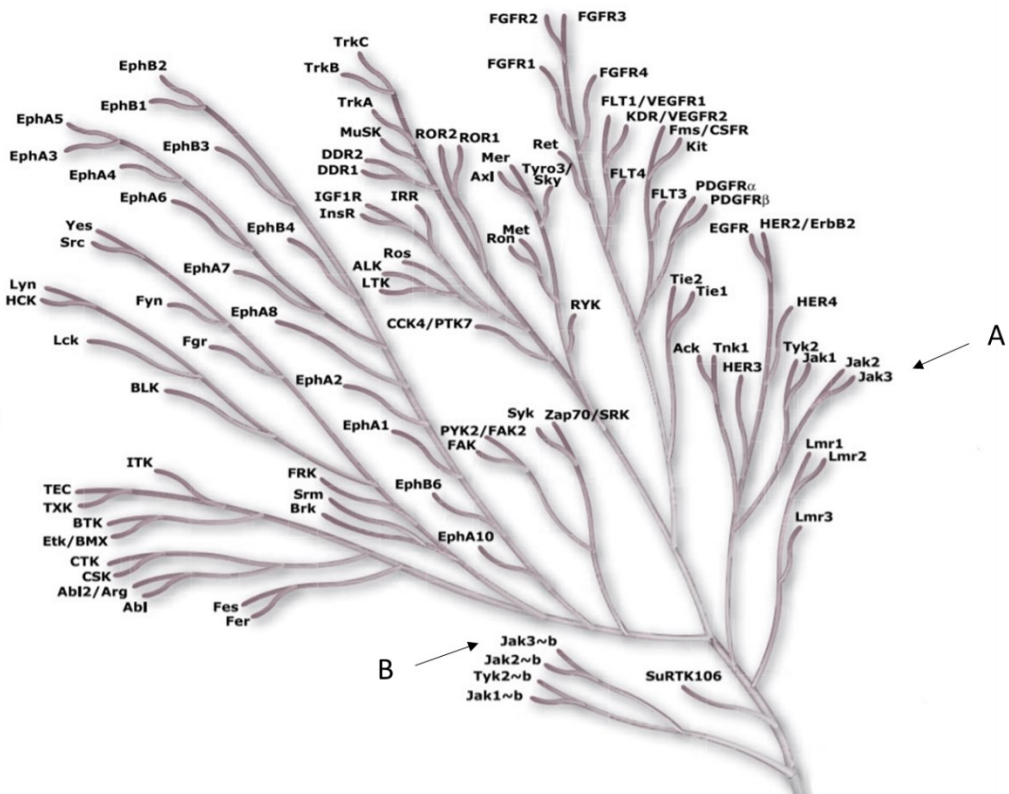 FGFR2
FGFR3
TrkC
TrkB
EphB2
FGFR1
FGFR4
EphB1
TrkA
FLT1/VEGFR1
KDR/VEGFR2
EphA5
MuSK
ROR2
ROR1
Fms/CSFR
Kit
EphA3
EphB3
DDR2
DDR1
Mer
Axl
Ret
Tyro3/
Sky
FLT4
EphA4
EphA6
IGF1R
InsR
IRR
FLT3
PDGFRα
PDGFRβ
Yes
Src
EphB4
Met
Ron
EGFR
HER2/ErbB2
Ros
ALK
LTK
EphA7
Tie2
Tie1
Lyn
HCK
Fyn
EphA8
CCK4/PTK7
RYK
HER4
A
Lck
Fgr
Ack
Tnk1
HER3
Tyk2
Jak1
Jak2
Jak3
BLK
EphA2
Syk
Zap70/SRK
EphA1
PYK2/FAK2
FAK
Lmr1
Lmr2
ITK
FRK
Srm
Brk
EphB6
TEC
TXK
BTK
Etk/BMX
Lmr3
EphA10
CTK
CSK
Abl2/Arg
Abl
Fes
Fer
Jak3~b
B
Jak2~b
Tyk2~b
Jak1~b
SuRTK106